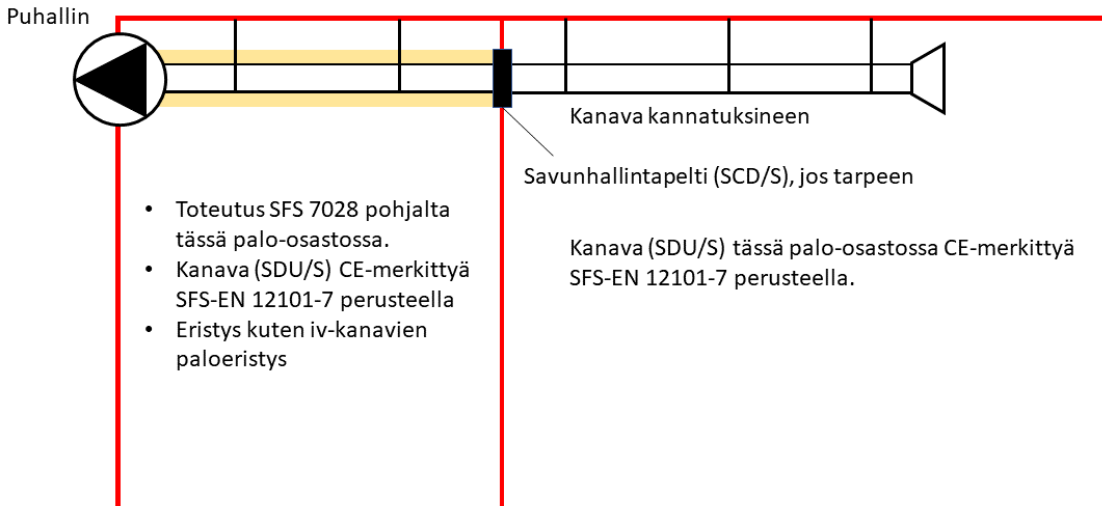 Puhallin
Kanava kannatuksineen
Savunhallintapelti (SCD/S), jos tarpeen
• Toteutus SFS 7028 pohjalta
tässä palo-osastossa.
• Kanava (SDU/S) CE-merkittyä
SFS-EN 12101-7 perusteella
• Eristys kuten iv-kanavien
paloeristys
Kanava (SDU/S) tässä palo-osastossa CE-merkittyä
SFS-EN 12101-7 perusteella.